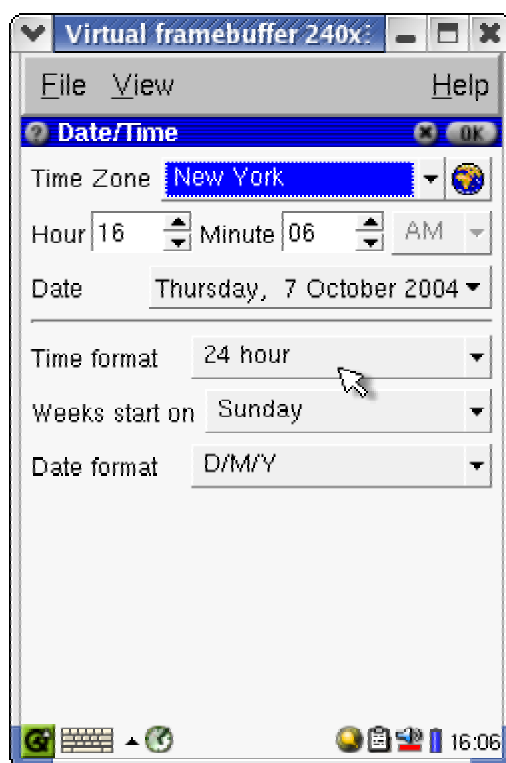 Virtual framebuffer 240x
File View Help
Date/Time OK
Time Zone New York
Hour 16 Minute 06 AM
Date Thursday, 7 October 2004
Time format 24 hour
Weeks start on Sunday
Date format D/M/Y
16:06